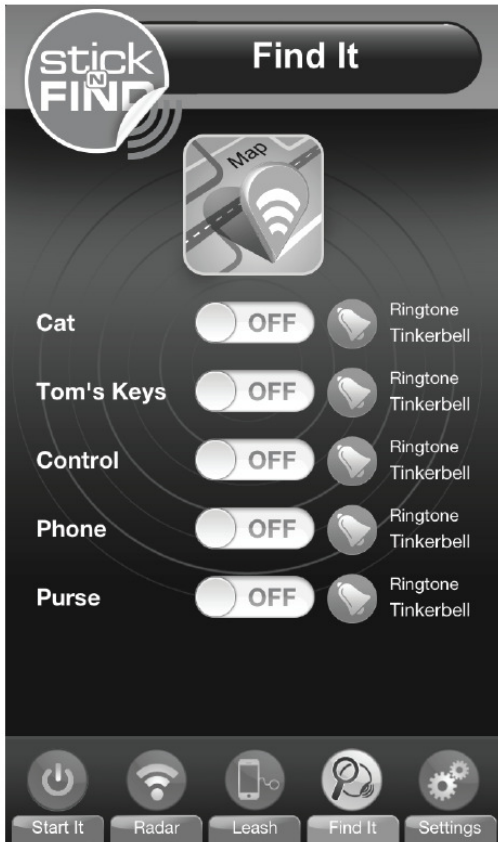 stick
N
FIND
Find It
Map
Cat
OFF
Ringtone
Tinkerbell
Tom's Keys
OFF
Ringtone
Tinkerbell
Control
OFF
Ringtone
Tinkerbell
Phone
OFF
Ringtone
Tinkerbell
Purse
OFF
Ringtone
Tinkerbell
Start It
Radar
Leash
Find It
Settings